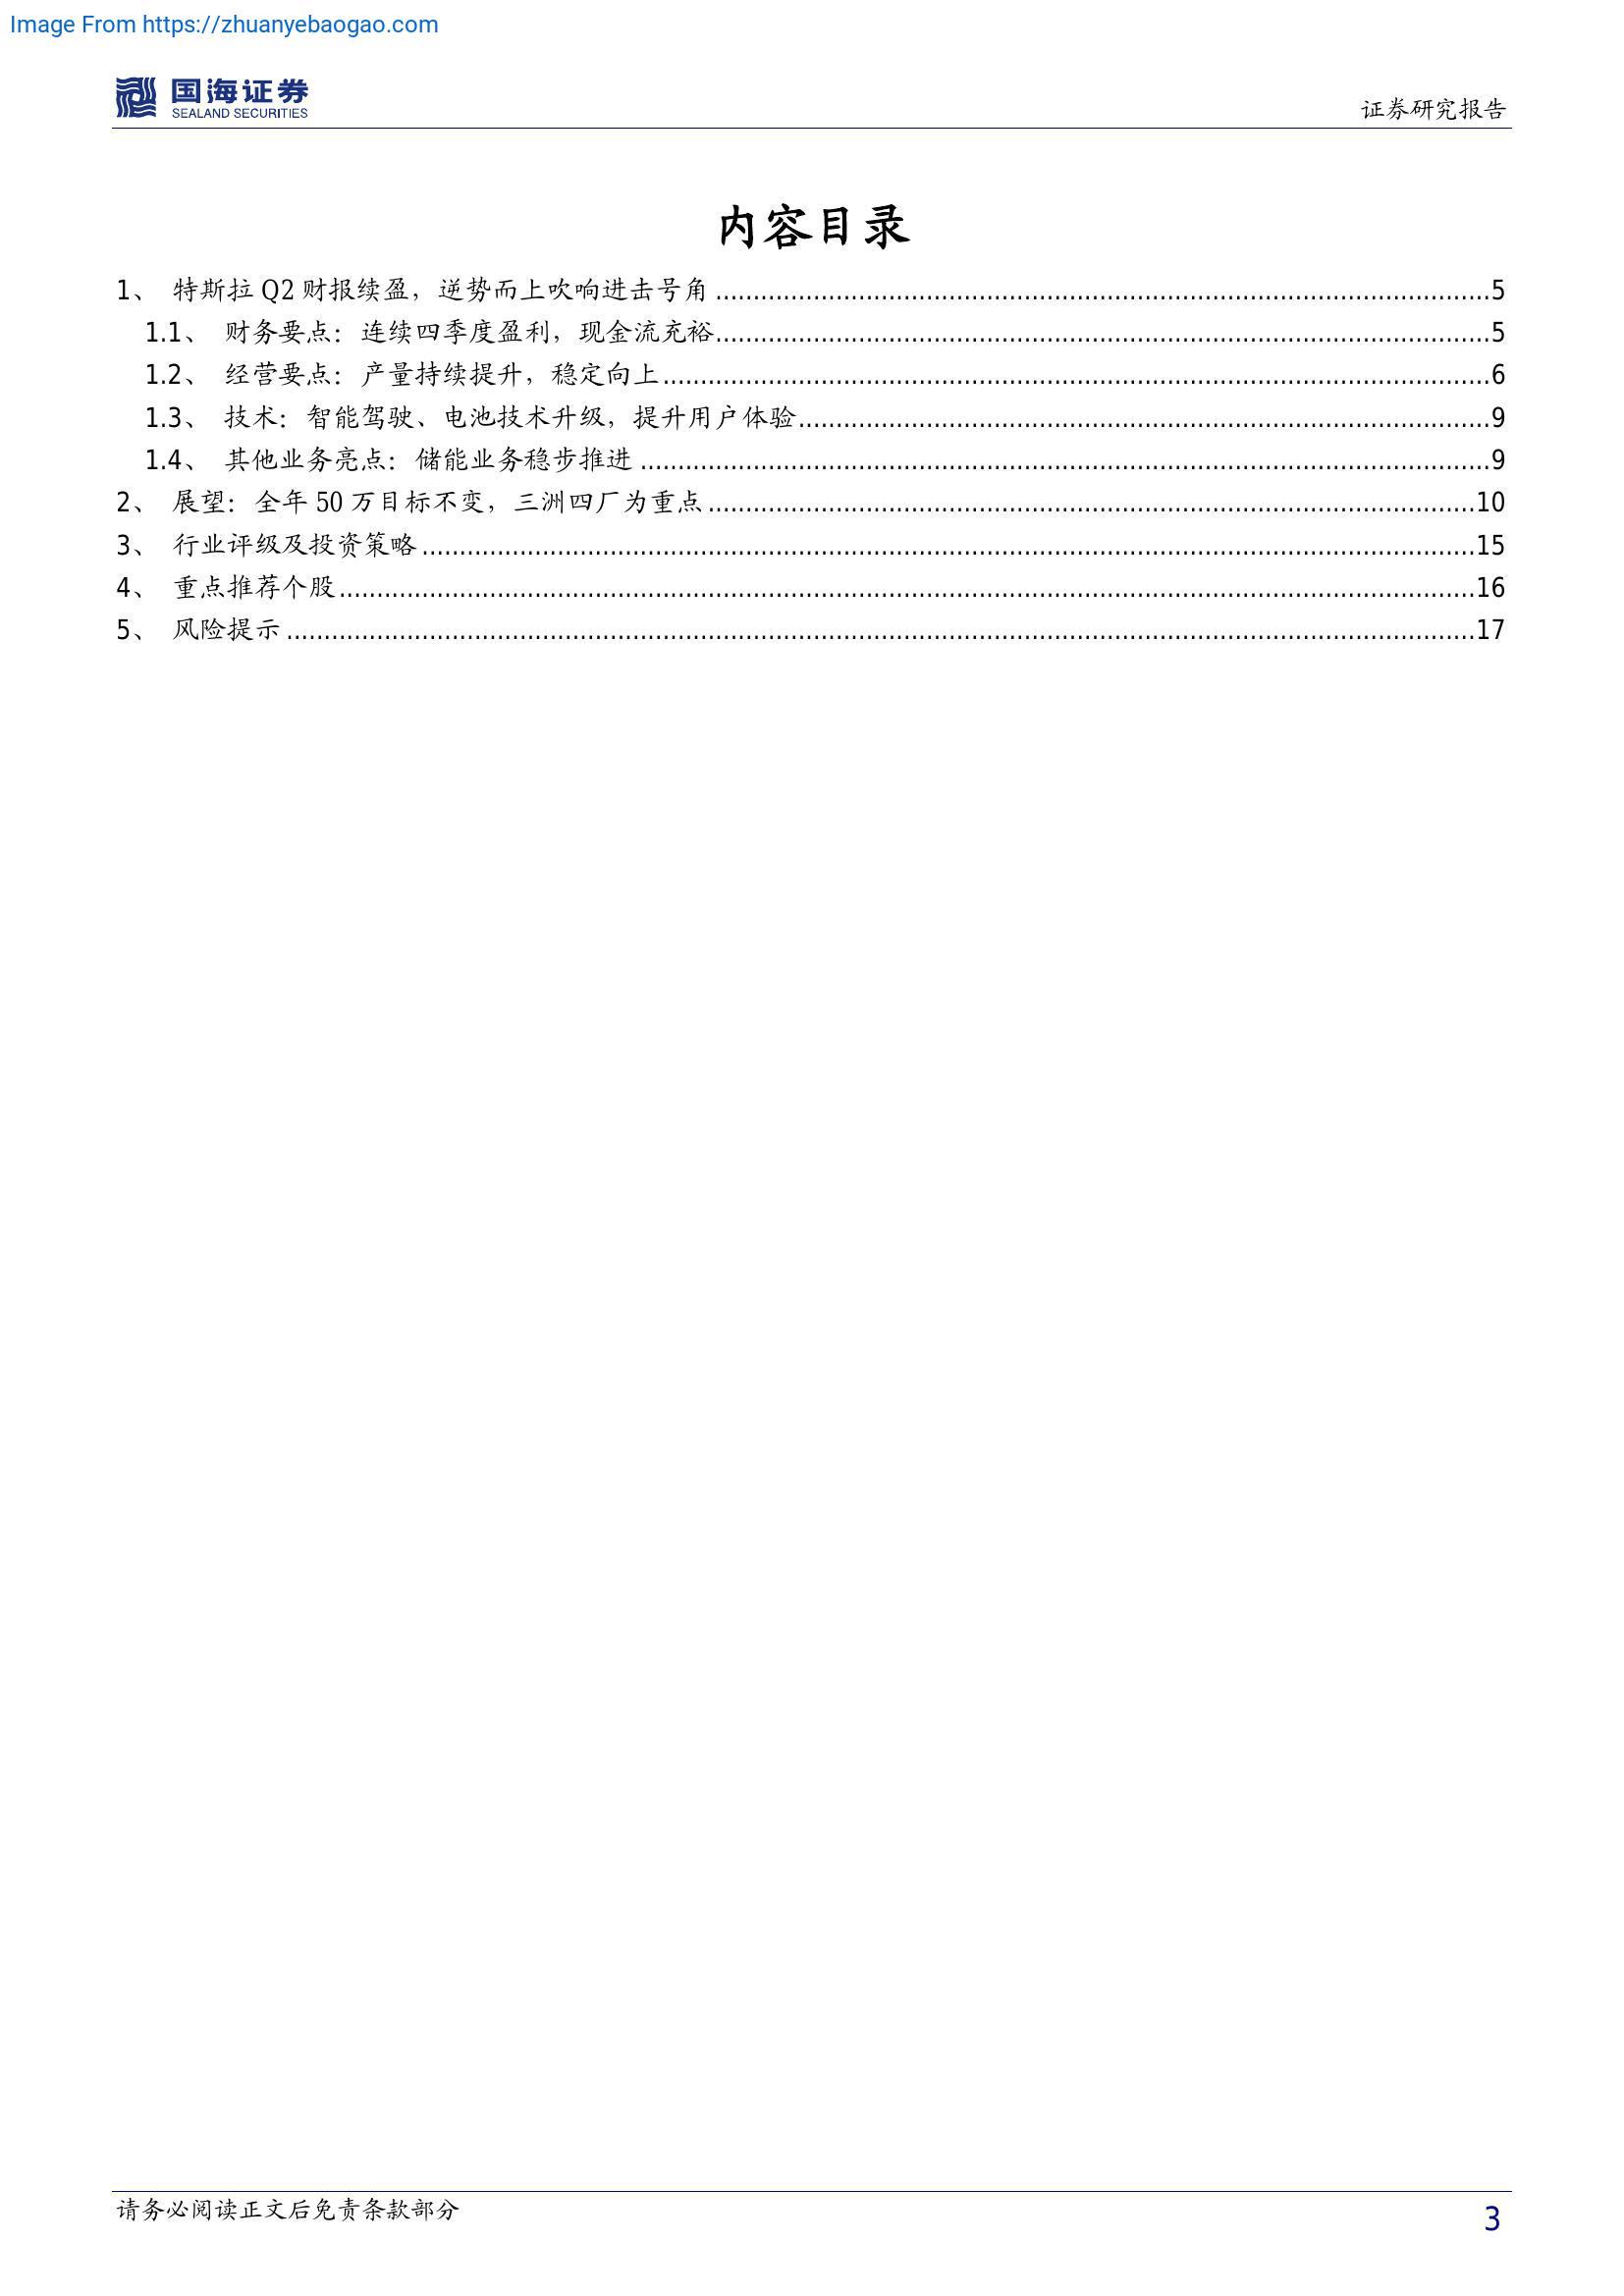 Image From https://zhuanyebaogao.com
国海证券
SEALAND SECURITIES
证券研究报告
内容目录
1、 特斯拉 Q2 财报续盈，逆势而上吹响进击号角 ........ 5
1.1、 财务要点：连续四季度盈利，现金流充裕 ........ 5
1.2、 经营要点：产量持续提升，稳定向上 ........ 6
1.3、 技术：智能驾驶、电池技术升级，提升用户体验 ........ 9
1.4、 其他业务亮点：储能业务稳步推进 ........ 9
2、 展望：全年 50 万目标不变，三洲四厂为重点 ........ 10
3、 行业评级及投资策略 ........ 15
4、 重点推荐个股 ........ 16
5、 风险提示 ........ 17
请务必阅读正文后免责条款部分
3